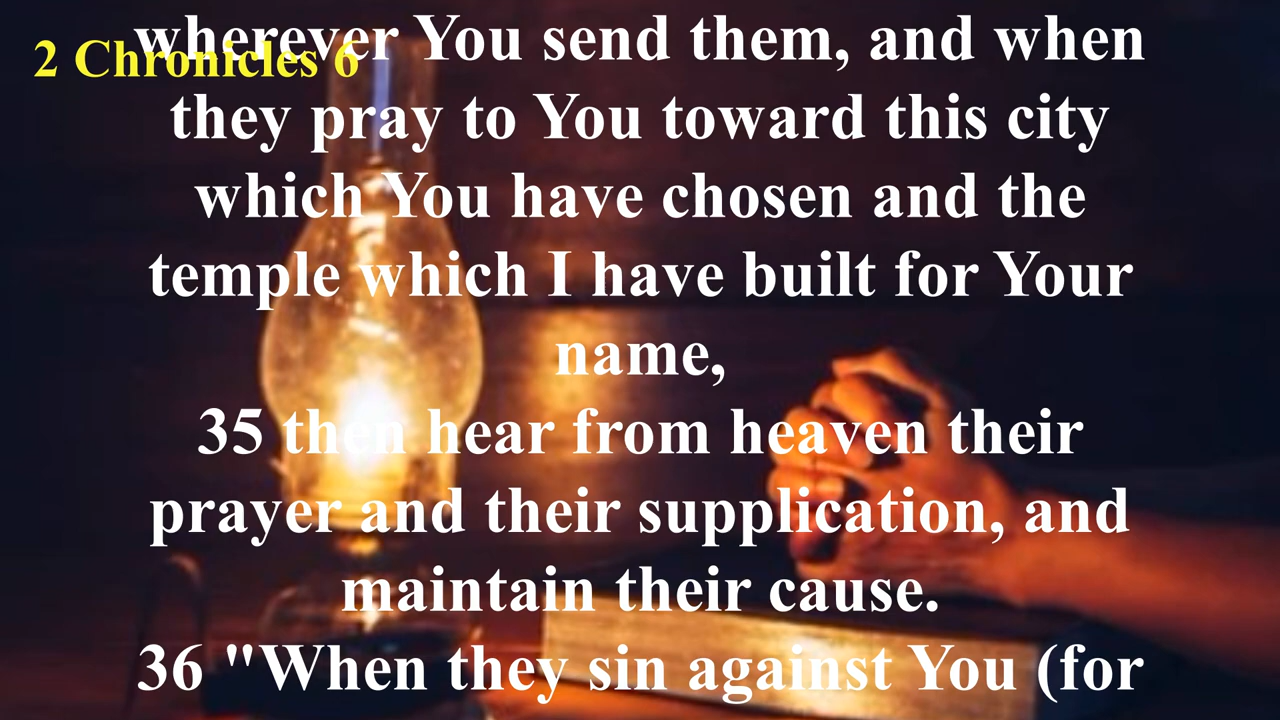 2 Chronicles 6
wherever You send them, and when
they pray to You toward this city
which You have chosen and the
temple which I have built for Your
name,
35 then hear from heaven their
prayer and their supplication, and
maintain their cause.
36 "When they sin against You (for